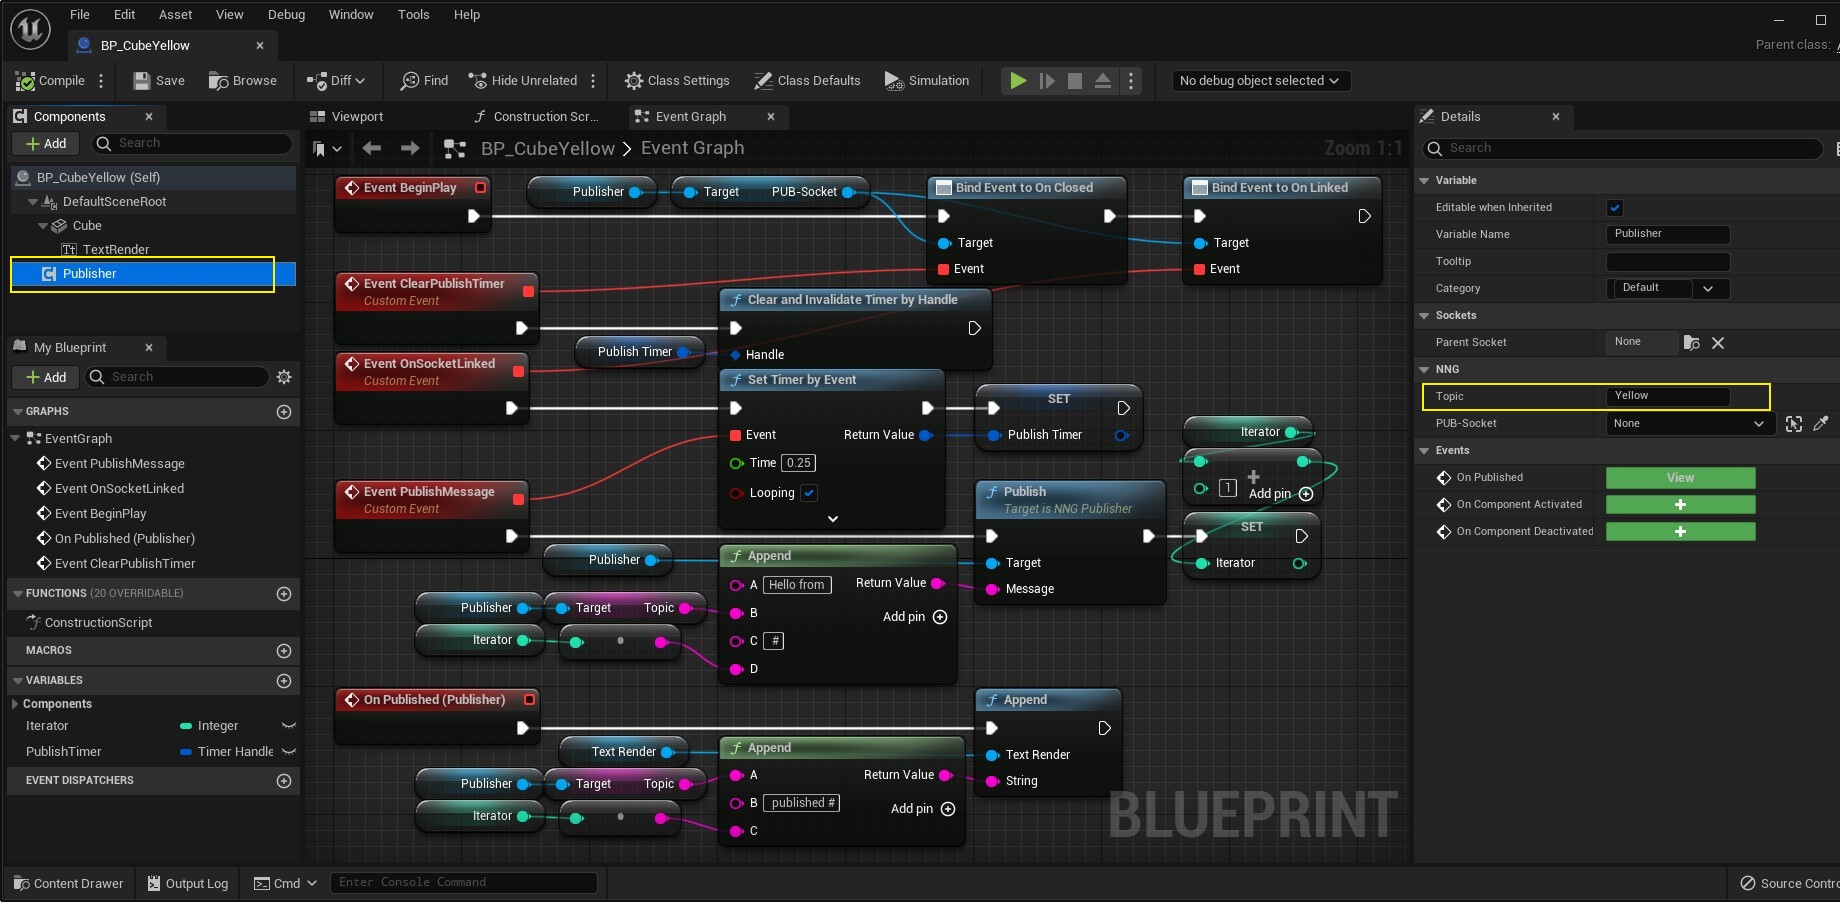 File Edit Asset View Debug Window Tools Help
BP_CubeYellow
Parent class:
Compile Save Browse Diff Find Hide Unrelated Class Settings Class Defaults Simulation No debug object selected
Components
Add Search
BP_CubeYellow (Self)
DefaultSceneRoot
Cube
TextRender
Publisher
My Blueprint
Add Search
GRAPHS
EventGraph
Event PublishMessage
Event OnSocketLinked
Event BeginPlay
On Published (Publisher)
Event ClearPublishTimer
FUNCTIONS (20 OVERRIDABLE)
ConstructionScript
MACROS
VARIABLES
Components
Iterator Integer
PublishTimer Timer Handle
EVENT DISPATCHERS
Viewport Construction Scr... Event Graph
BP_CubeYellow > Event Graph Zoom 1:1
Event BeginPlay
Publisher
Target PUB-Socket
Bind Event to On Closed
Target
Event
Bind Event to On Linked
Target
Event
Event ClearPublishTimer
Custom Event
Clear and Invalidate Timer by Handle
Handle
Publish Timer
Event OnSocketLinked
Custom Event
Set Timer by Event
Event Return Value
Time 0.25
Looping
SET
Publish Timer
Iterator
1 Add pin
SET
Iterator
Event PublishMessage
Custom Event
Publish
Target is NNG Publisher
Target
Message
Publisher
Append
A Hello from Return Value
B Add pin
C #
D
Publisher Target Topic
Iterator
On Published (Publisher)
Append
Text Render
String
Text Render
Append
A Return Value
B published # Add pin
C
Publisher Target Topic
Iterator
BLUEPRINT
Details
Search
Variable
Editable when Inherited
Variable Name Publisher
Tooltip
Category Default
Sockets
Parent Socket None
NNG
Topic Yellow
PUB-Socket None
Events
On Published View
On Component Activated
On Component Deactivated
Content Drawer Output Log Cmd Enter Console Command Source Contro